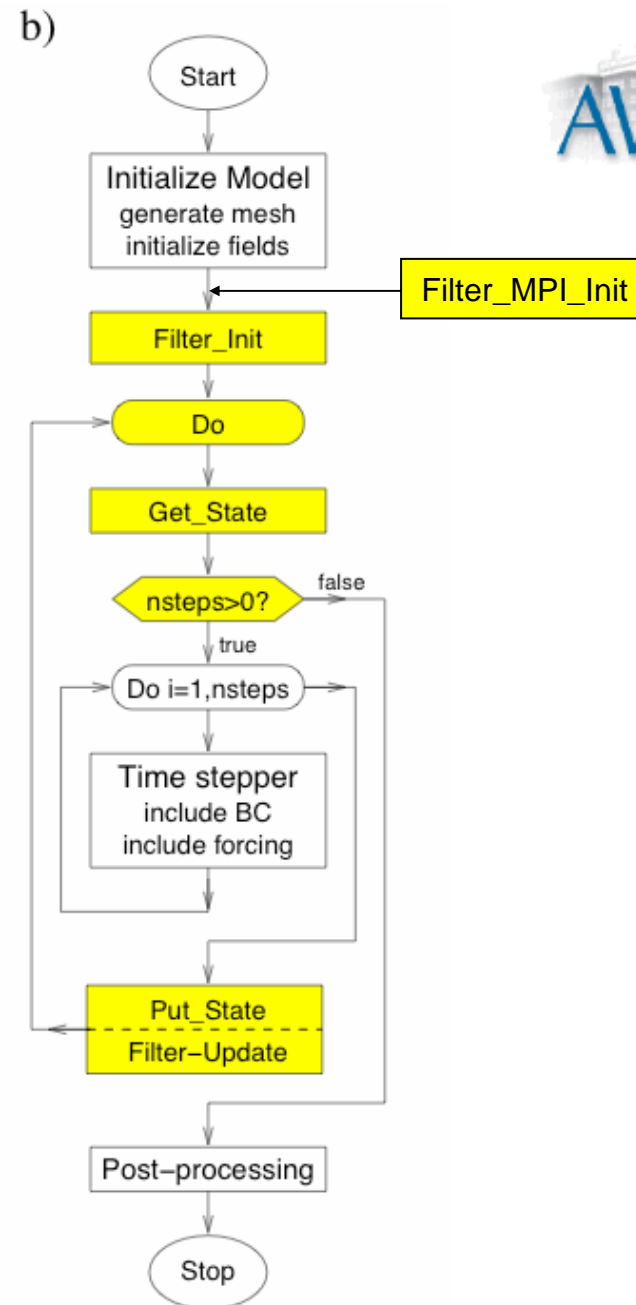 b)
Start
AW
Initialize Model
generate mesh
initialize fields
Filter_MPI_Init
Filter_Init
Do
Get_State
nsteps>0?
false
true
Do i=1,nsteps
Time stepper
include BC
include forcing
Put_State
Filter−Update
Post−processing
Stop